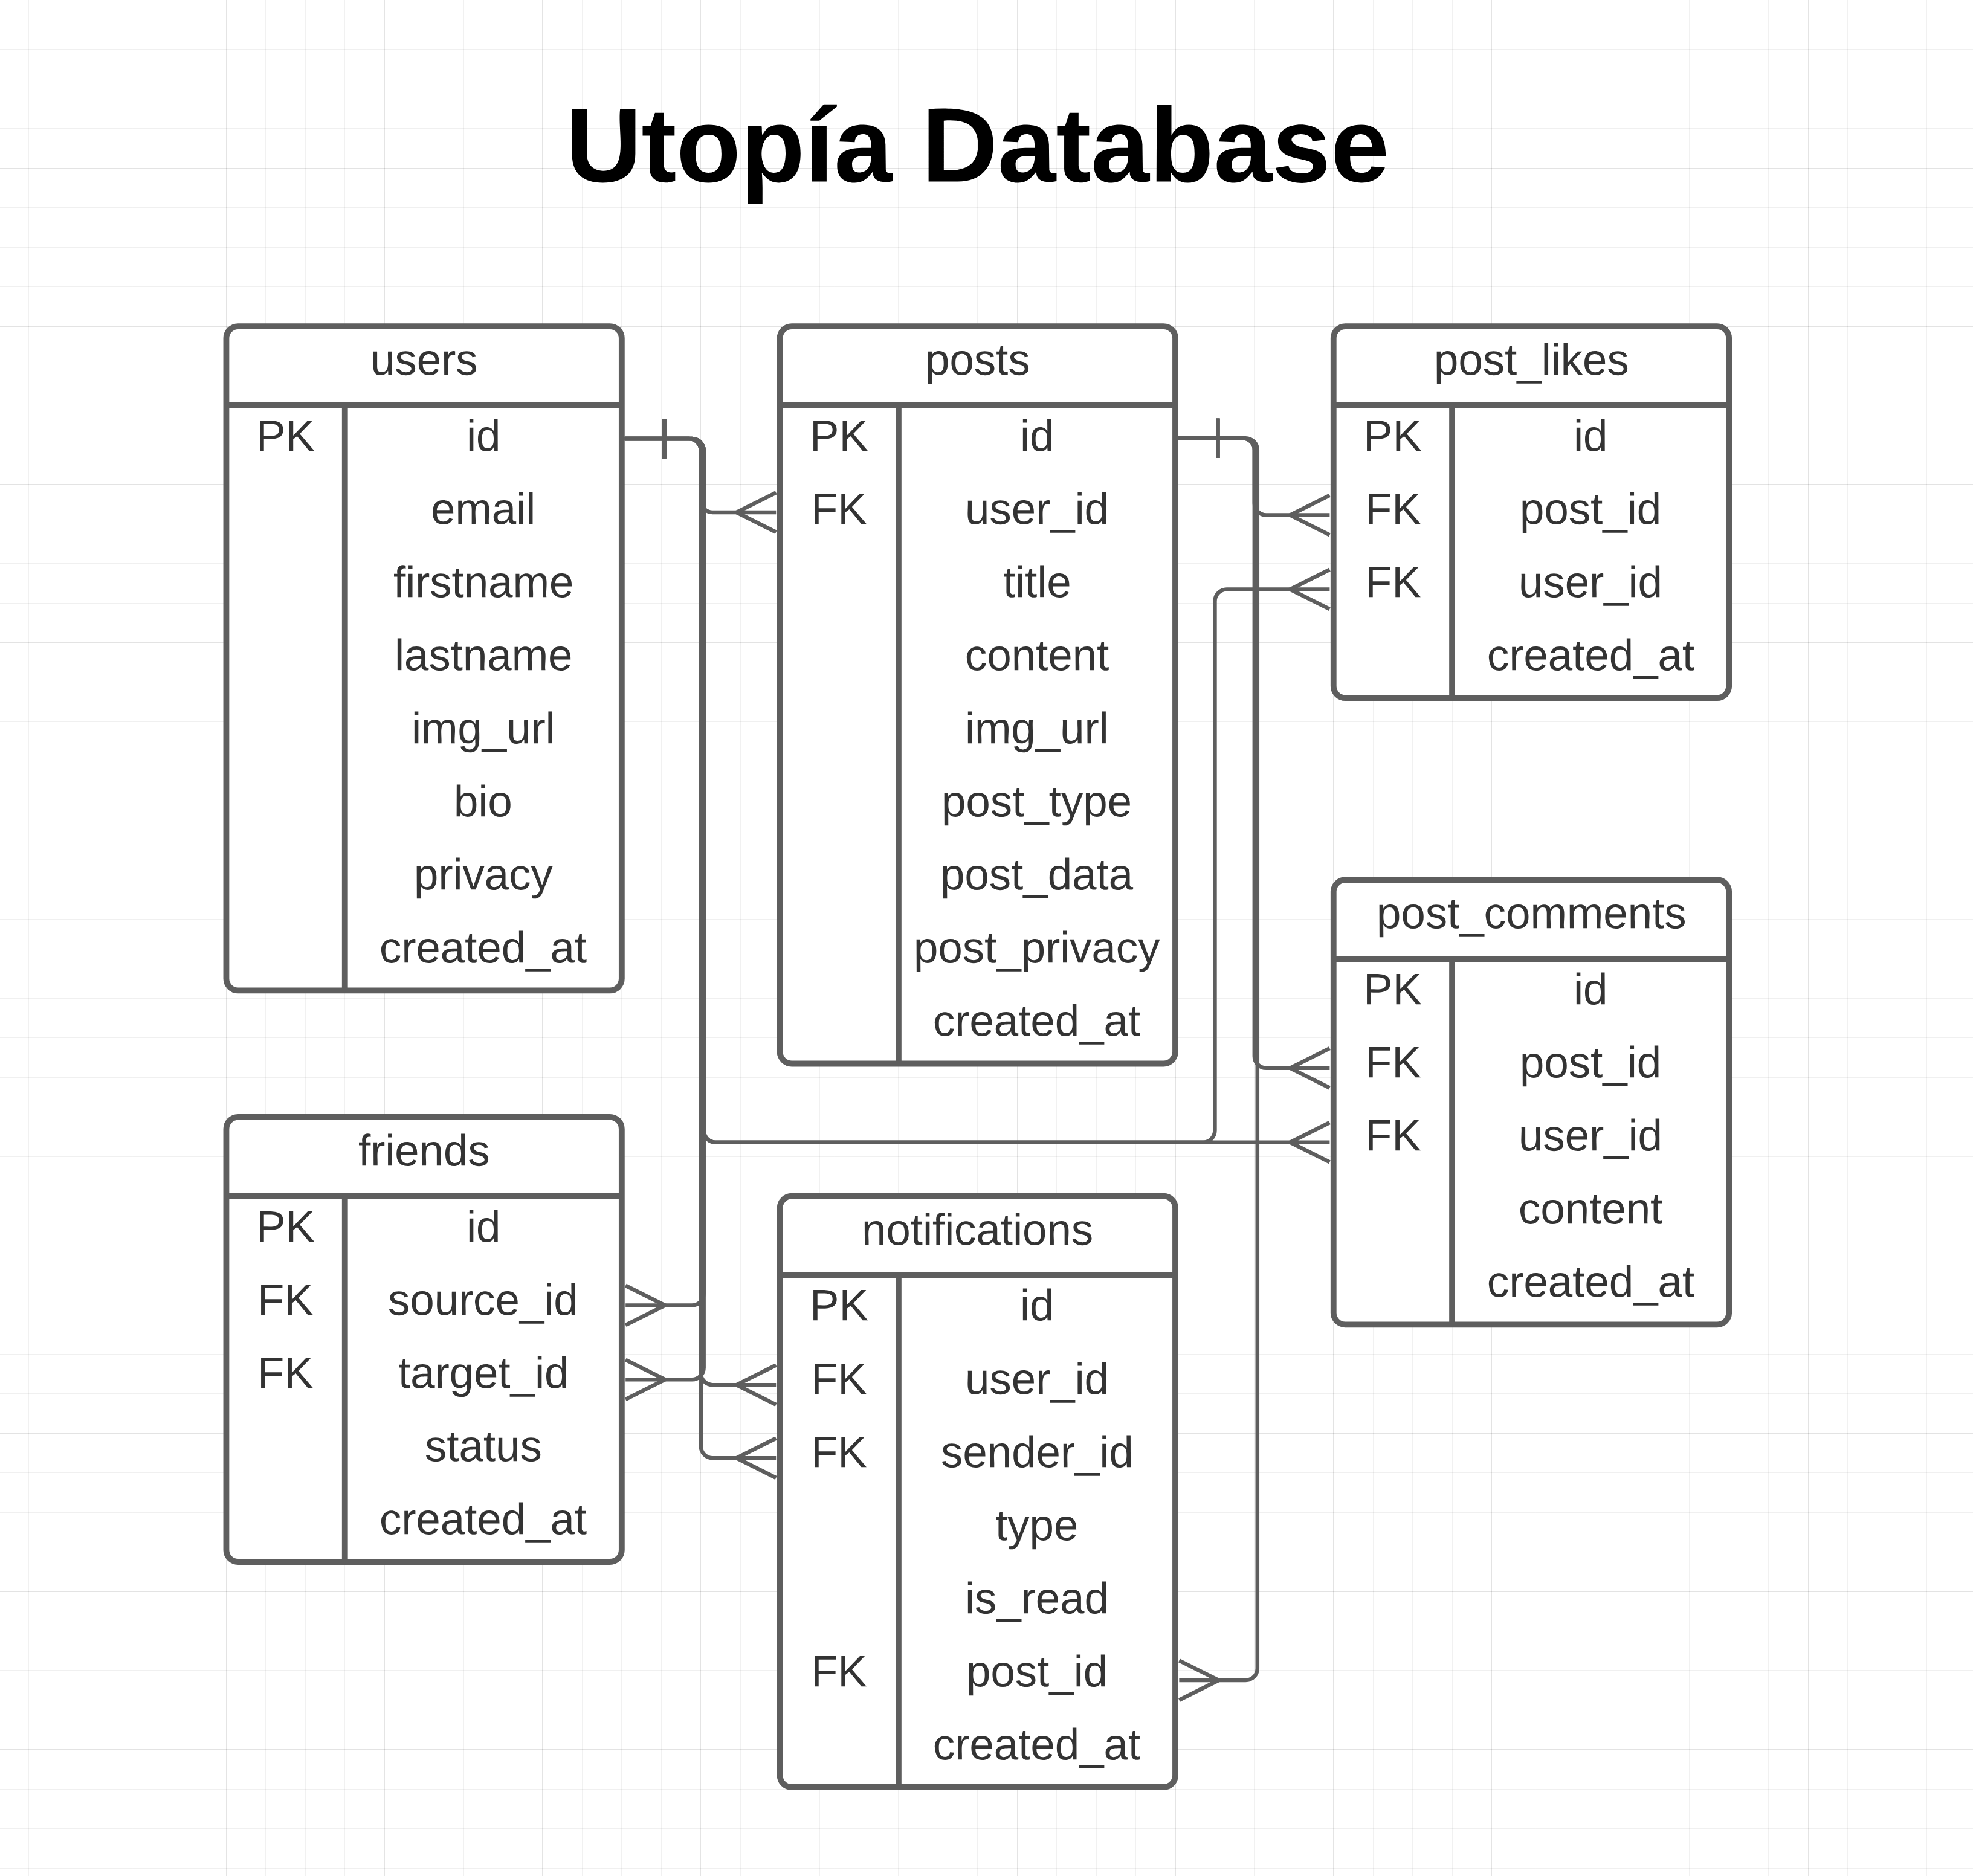 Utopía Database
users
PK id
email
firstname
lastname
img_url
bio
privacy
created_at
posts
PK id
FK user_id
title
content
img_url
post_type
post_data
post_privacy
created_at
post_likes
PK id
FK post_id
FK user_id
created_at
post_comments
PK id
FK post_id
FK user_id
content
created_at
friends
PK id
FK source_id
FK target_id
status
created_at
notifications
PK id
FK user_id
FK sender_id
type
is_read
FK post_id
created_at